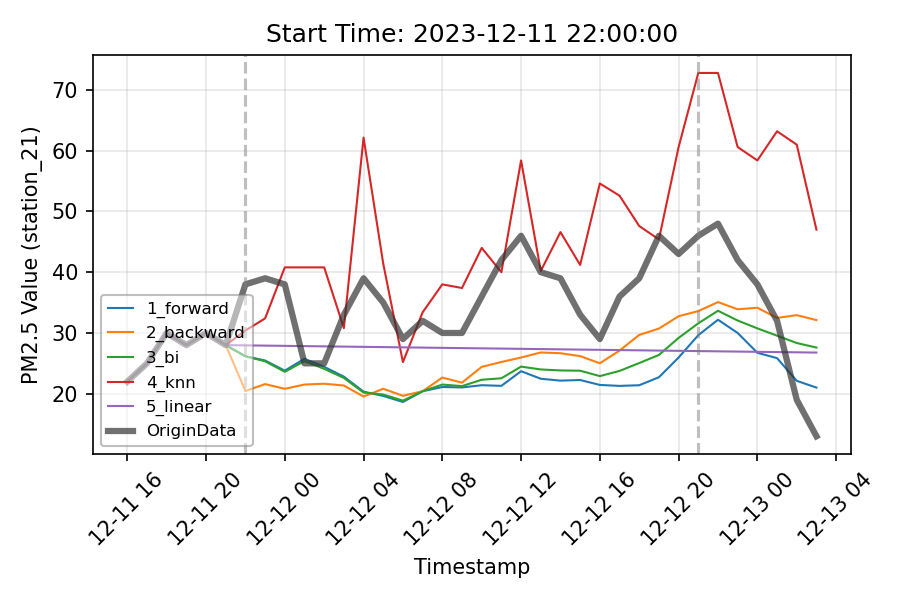 Start Time: 2023-12-11 22:00:00
PM2.5 Value (station_21)
70
60
50
40
30
20
1_forward
2_backward
3_bi
4_knn
5_linear
OriginData
12-11 16
12-11 20
12-12 00
12-12 04
12-12 08
12-12 12
12-12 16
12-12 20
12-13 00
12-13 04
Timestamp